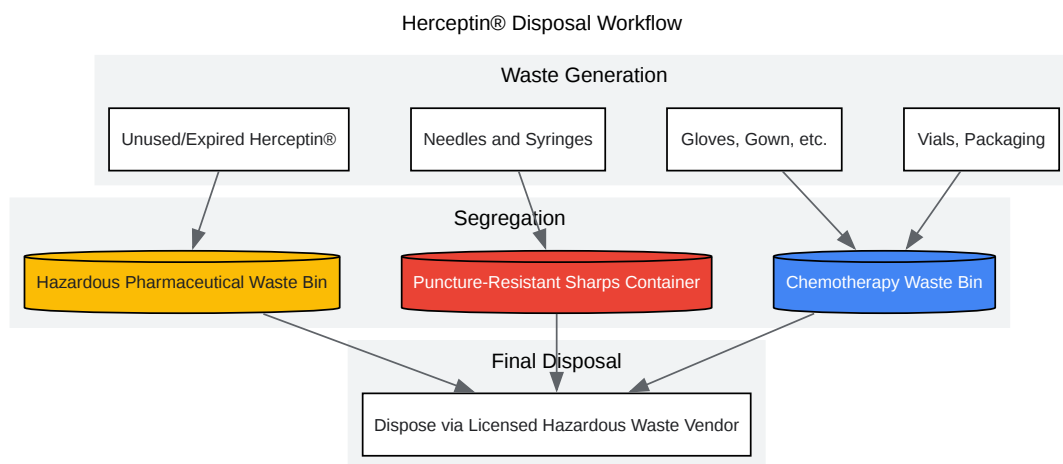 Herceptin® Disposal Workflow
Waste Generation
Unused/Expired Herceptin®
Needles and Syringes
Gloves, Gown, etc.
Vials, Packaging
Segregation
Hazardous Pharmaceutical Waste Bin
Puncture-Resistant Sharps Container
Chemotherapy Waste Bin
Final Disposal
Dispose via Licensed Hazardous Waste Vendor